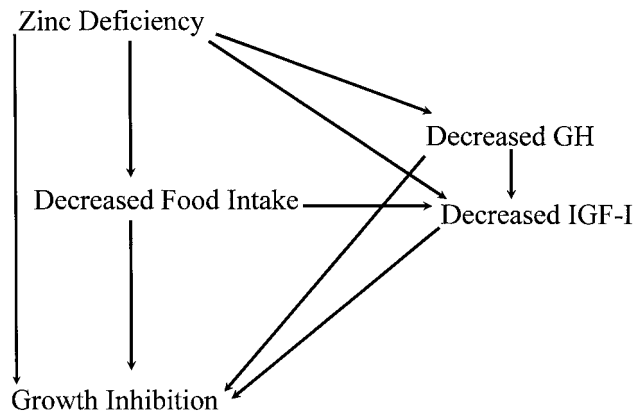 Zinc Deficiency
Decreased GH
Decreased Food Intake
Decreased IGF-I
Growth Inhibition